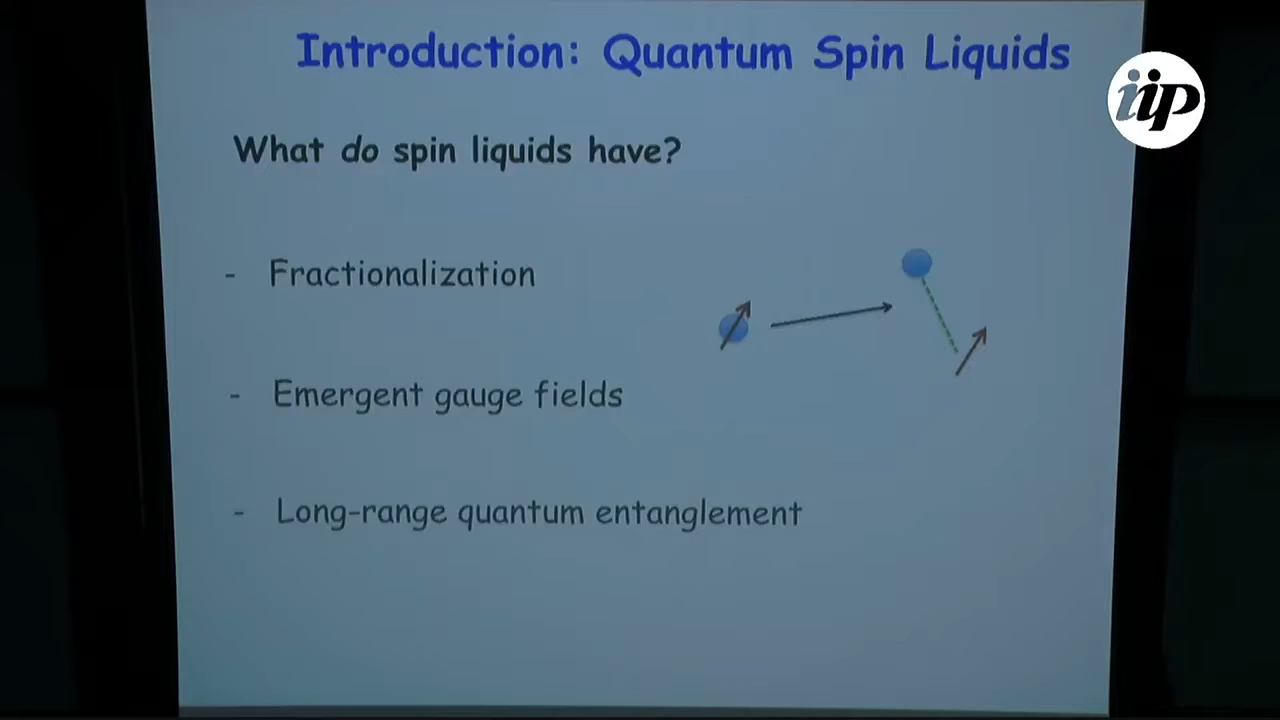 Introduction: Quantum Spin Liquids
iip
What do spin liquids have?
- Fractionalization
- Emergent gauge fields
- Long-range quantum entanglement